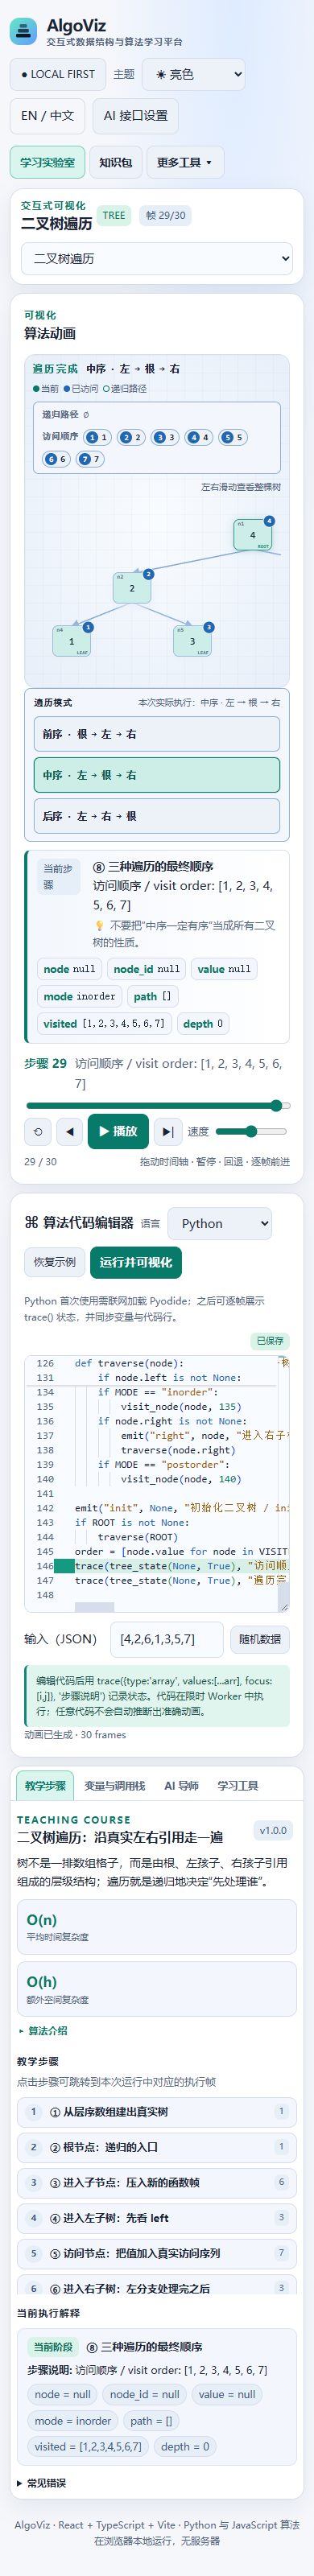 AlgoViz
交互式数据结构与算法学习平台
● LOCAL FIRST 主题 ☀ 亮色
EN / 中文 AI 接口设置
学习实验室 知识包 更多工具 ▾
交互式可视化
二叉树遍历 TREE 帧 29/30
二叉树遍历
可视化
算法动画
遍历完成 中序 · 左 → 根 → 右
当前 已访问 递归路径
递归路径 ∅
访问顺序 1 1 2 2 3 3 4 4 5 5
6 6 7 7
左右滑动查看整棵树
n1 4 4 ROOT
n2 2 2
n4 1 1 LEAF
n5 3 3 LEAF
遍历模式 本次实际执行：中序 · 左 → 根 → 右
前序 · 根 → 左 → 右
中序 · 左 → 根 → 右
后序 · 左 → 右 → 根
当前步骤
⑧ 三种遍历的最终顺序
访问顺序 / visit order: [1, 2, 3, 4, 5, 6, 7]
💡 不要把“中序一定有序”当成所有二叉树的性质。
node null node_id null value null
mode inorder path []
visited [1,2,3,4,5,6,7] depth 0
步骤 29 访问顺序 / visit order: [1, 2, 3, 4, 5, 6, 7]
⟲ ◀ ▶ 播放 ▶| 速度
29 / 30 拖动时间轴 · 暂停 · 回退 · 逐帧前进
⌘ 算法代码编辑器 语言 Python
恢复示例 运行并可视化
Python 首次使用需联网加载 Pyodide；之后可逐帧展示 trace() 状态，并同步变量与代码行。
已保存
126 def traverse(node):
131 if node.left is not None:
134 if MODE == "inorder":
135 visit_node(node, 135)
136 if node.right is not None:
137 emit("right", node, "进入右子
138 traverse(node.right)
139 if MODE == "postorder":
140 visit_node(node, 140)
141
142 emit("init", None, "初始化二叉树 / in
143 if ROOT is not None:
144 traverse(ROOT)
145 order = [node.value for node in VISIT
146 trace(tree_state(None, True), "访问顺
147 trace(tree_state(None, True), "遍历完
148
输入（JSON） [4,2,6,1,3,5,7] 随机数据
编辑代码后用 trace({type:'array', values:[...arr], focus:[i,j]}, '步骤说明') 记录状态。代码在限时 Worker 中执行；任意代码不会自动推断出准确动画。
动画已生成 · 30 frames
教学步骤 变量与调用栈 AI 导师 学习工具
TEACHING COURSE
二叉树遍历：沿真实左右引用走一遍 v1.0.0
树不是一排数组格子，而是由根、左孩子、右孩子引用组成的层级结构；遍历就是递归地决定“先处理谁”。
O(n)
平均时间复杂度
O(h)
额外空间复杂度
▸ 算法介绍
教学步骤
点击步骤可跳转到本次运行中对应的执行帧
1 ① 从层序数组建出真实树 1
2 ② 根节点：递归的入口 1
3 ③ 进入子节点：压入新的函数帧 6
4 ④ 进入左子树：先看 left 3
5 ⑤ 访问节点：把值加入真实访问序列 7
6 ⑥ 进入右子树：左分支处理完之后 3
当前执行解释
当前阶段 ⑧ 三种遍历的最终顺序
步骤说明: 访问顺序 / visit order: [1, 2, 3, 4, 5, 6, 7]
node = null node_id = null value = null
mode = inorder path = []
visited = [1,2,3,4,5,6,7] depth = 0
▸ 常见错误
AlgoViz · React + TypeScript + Vite · Python 与 JavaScript 算法在浏览器本地运行，无服务器